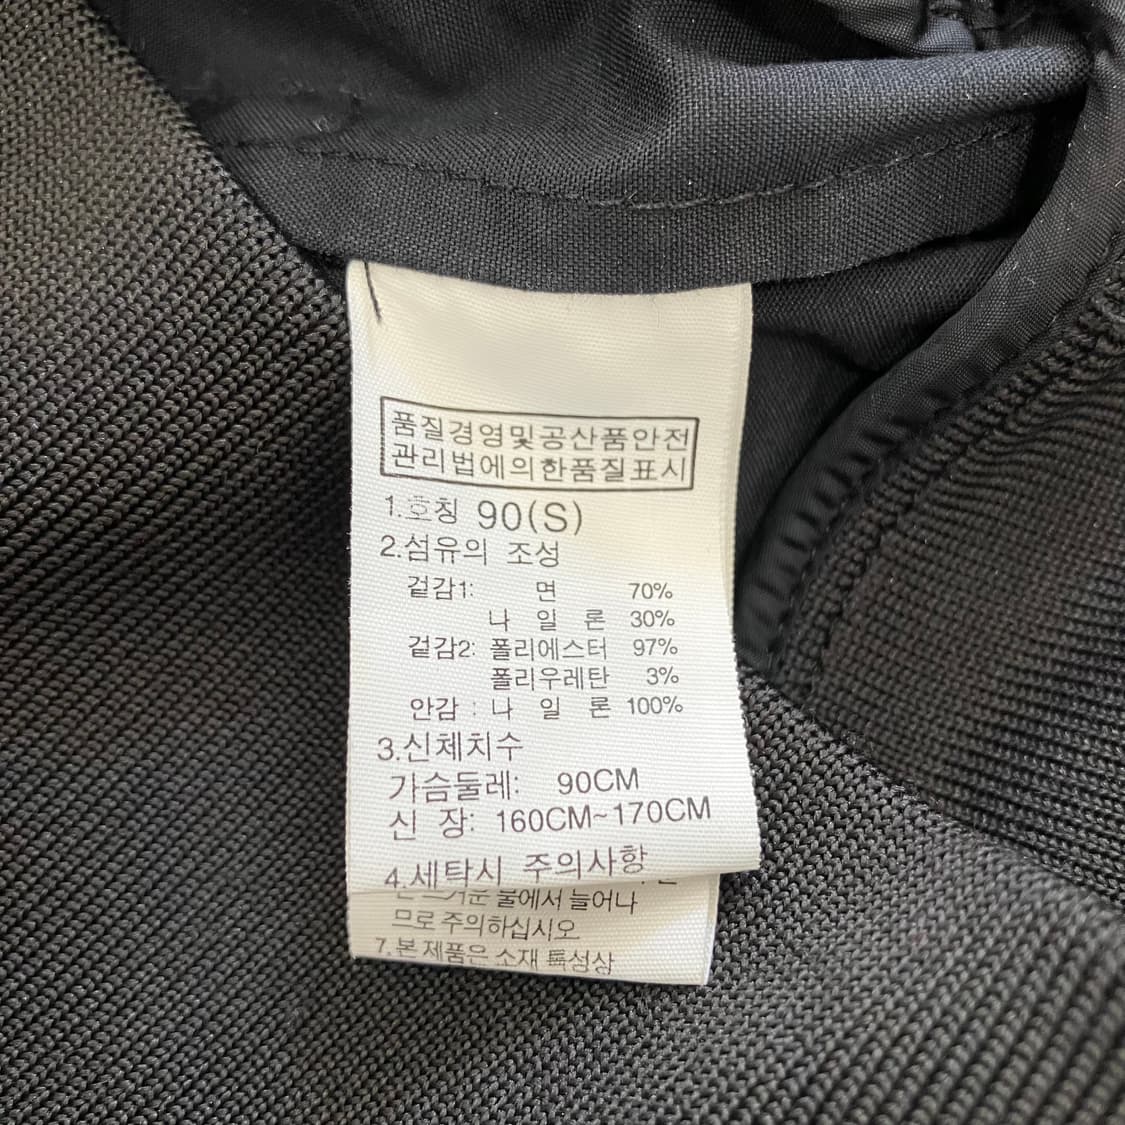 품질경영및공산품안전
관리법에의한품질표시
1.호칭 90(S)
2.섬유의 조성
겉감1: 면 70%
나 일 론 30%
겉감2: 폴리에스터 97%
폴리우레탄 3%
안감 : 나 일 론 100%
3.신체치수
가슴둘레: 90CM
신 장: 160CM~170CM
4.세탁시 주의사항
물에서 늘어나
므로 주의하십시오
7.본 제품은 소재 특성상